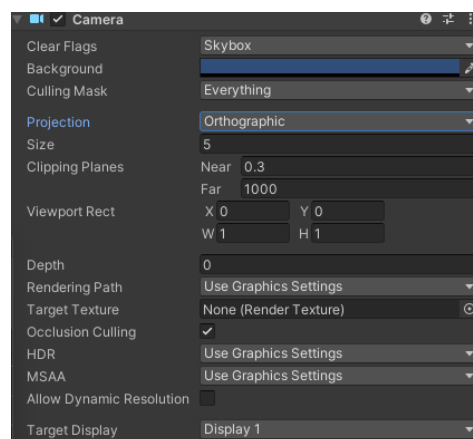 Camera
Clear Flags Skybox
Background
Culling Mask Everything
Projection Orthographic
Size 5
Clipping Planes Near 0.3
Far 1000
Viewport Rect X 0 Y 0
W 1 H 1
Depth 0
Rendering Path Use Graphics Settings
Target Texture None (Render Texture)
Occlusion Culling
HDR Use Graphics Settings
MSAA Use Graphics Settings
Allow Dynamic Resolution
Target Display Display 1